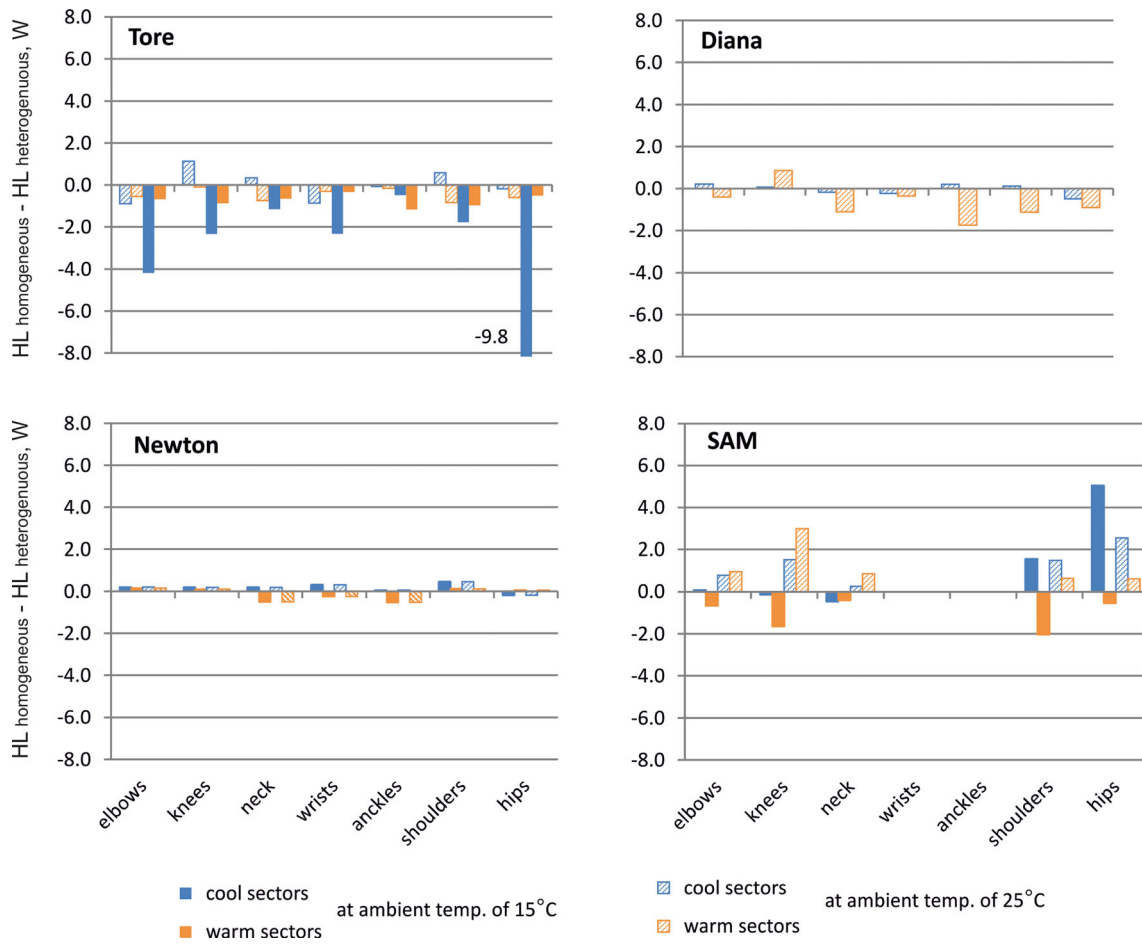 HL homogeneous - HL heterogenuous, W
8.0
6.0
4.0
2.0
0.0
-2.0
-4.0
-6.0
-8.0
Tore
-9.8
8.0
6.0
4.0
2.0
0.0
-2.0
-4.0
-6.0
-8.0
Diana
HL homogeneous - HL heterogenuous, W
8.0
6.0
4.0
2.0
0.0
-2.0
-4.0
-6.0
-8.0
Newton
elbows
knees
neck
wrists
anckles
shoulders
hips
8.0
6.0
4.0
2.0
0.0
-2.0
-4.0
-6.0
-8.0
SAM
elbows
knees
neck
wrists
anckles
shoulders
hips
cool sectors
warm sectors
at ambient temp. of 15°C
cool sectors
warm sectors
at ambient temp. of 25°C